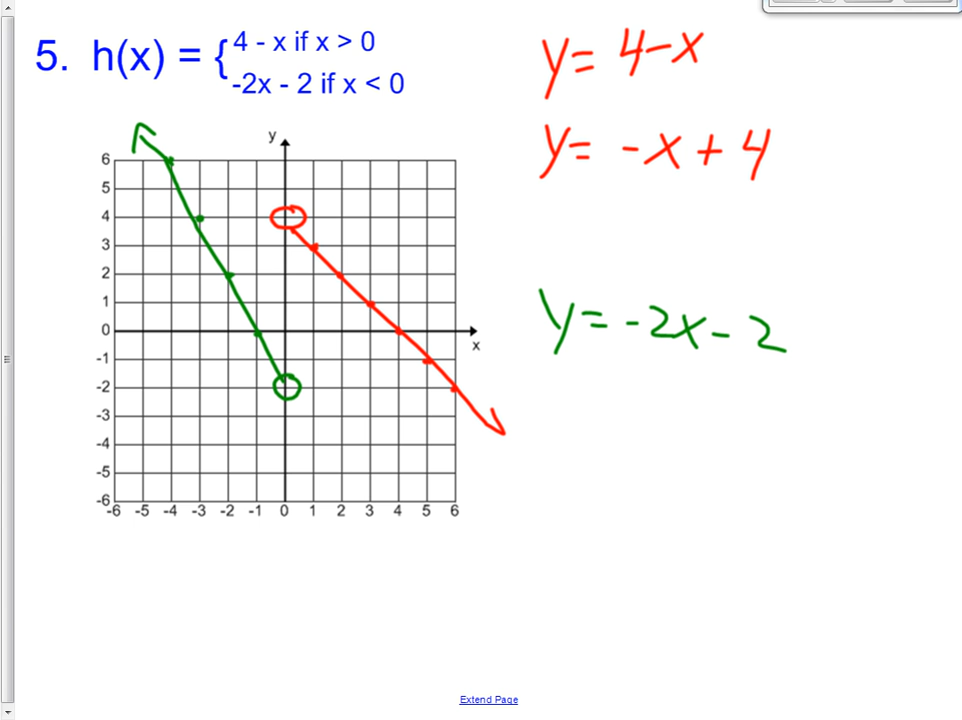 5. h(x) = { 4 - x if x > 0
-2x - 2 if x < 0
y = 4 - x
y = -x + 4
y = -2x - 2
y
6
5
4
3
2
1
0
-1
-2
-3
-4
-5
-6
x
-6 -5 -4 -3 -2 -1 0 1 2 3 4 5 6
Extend Page